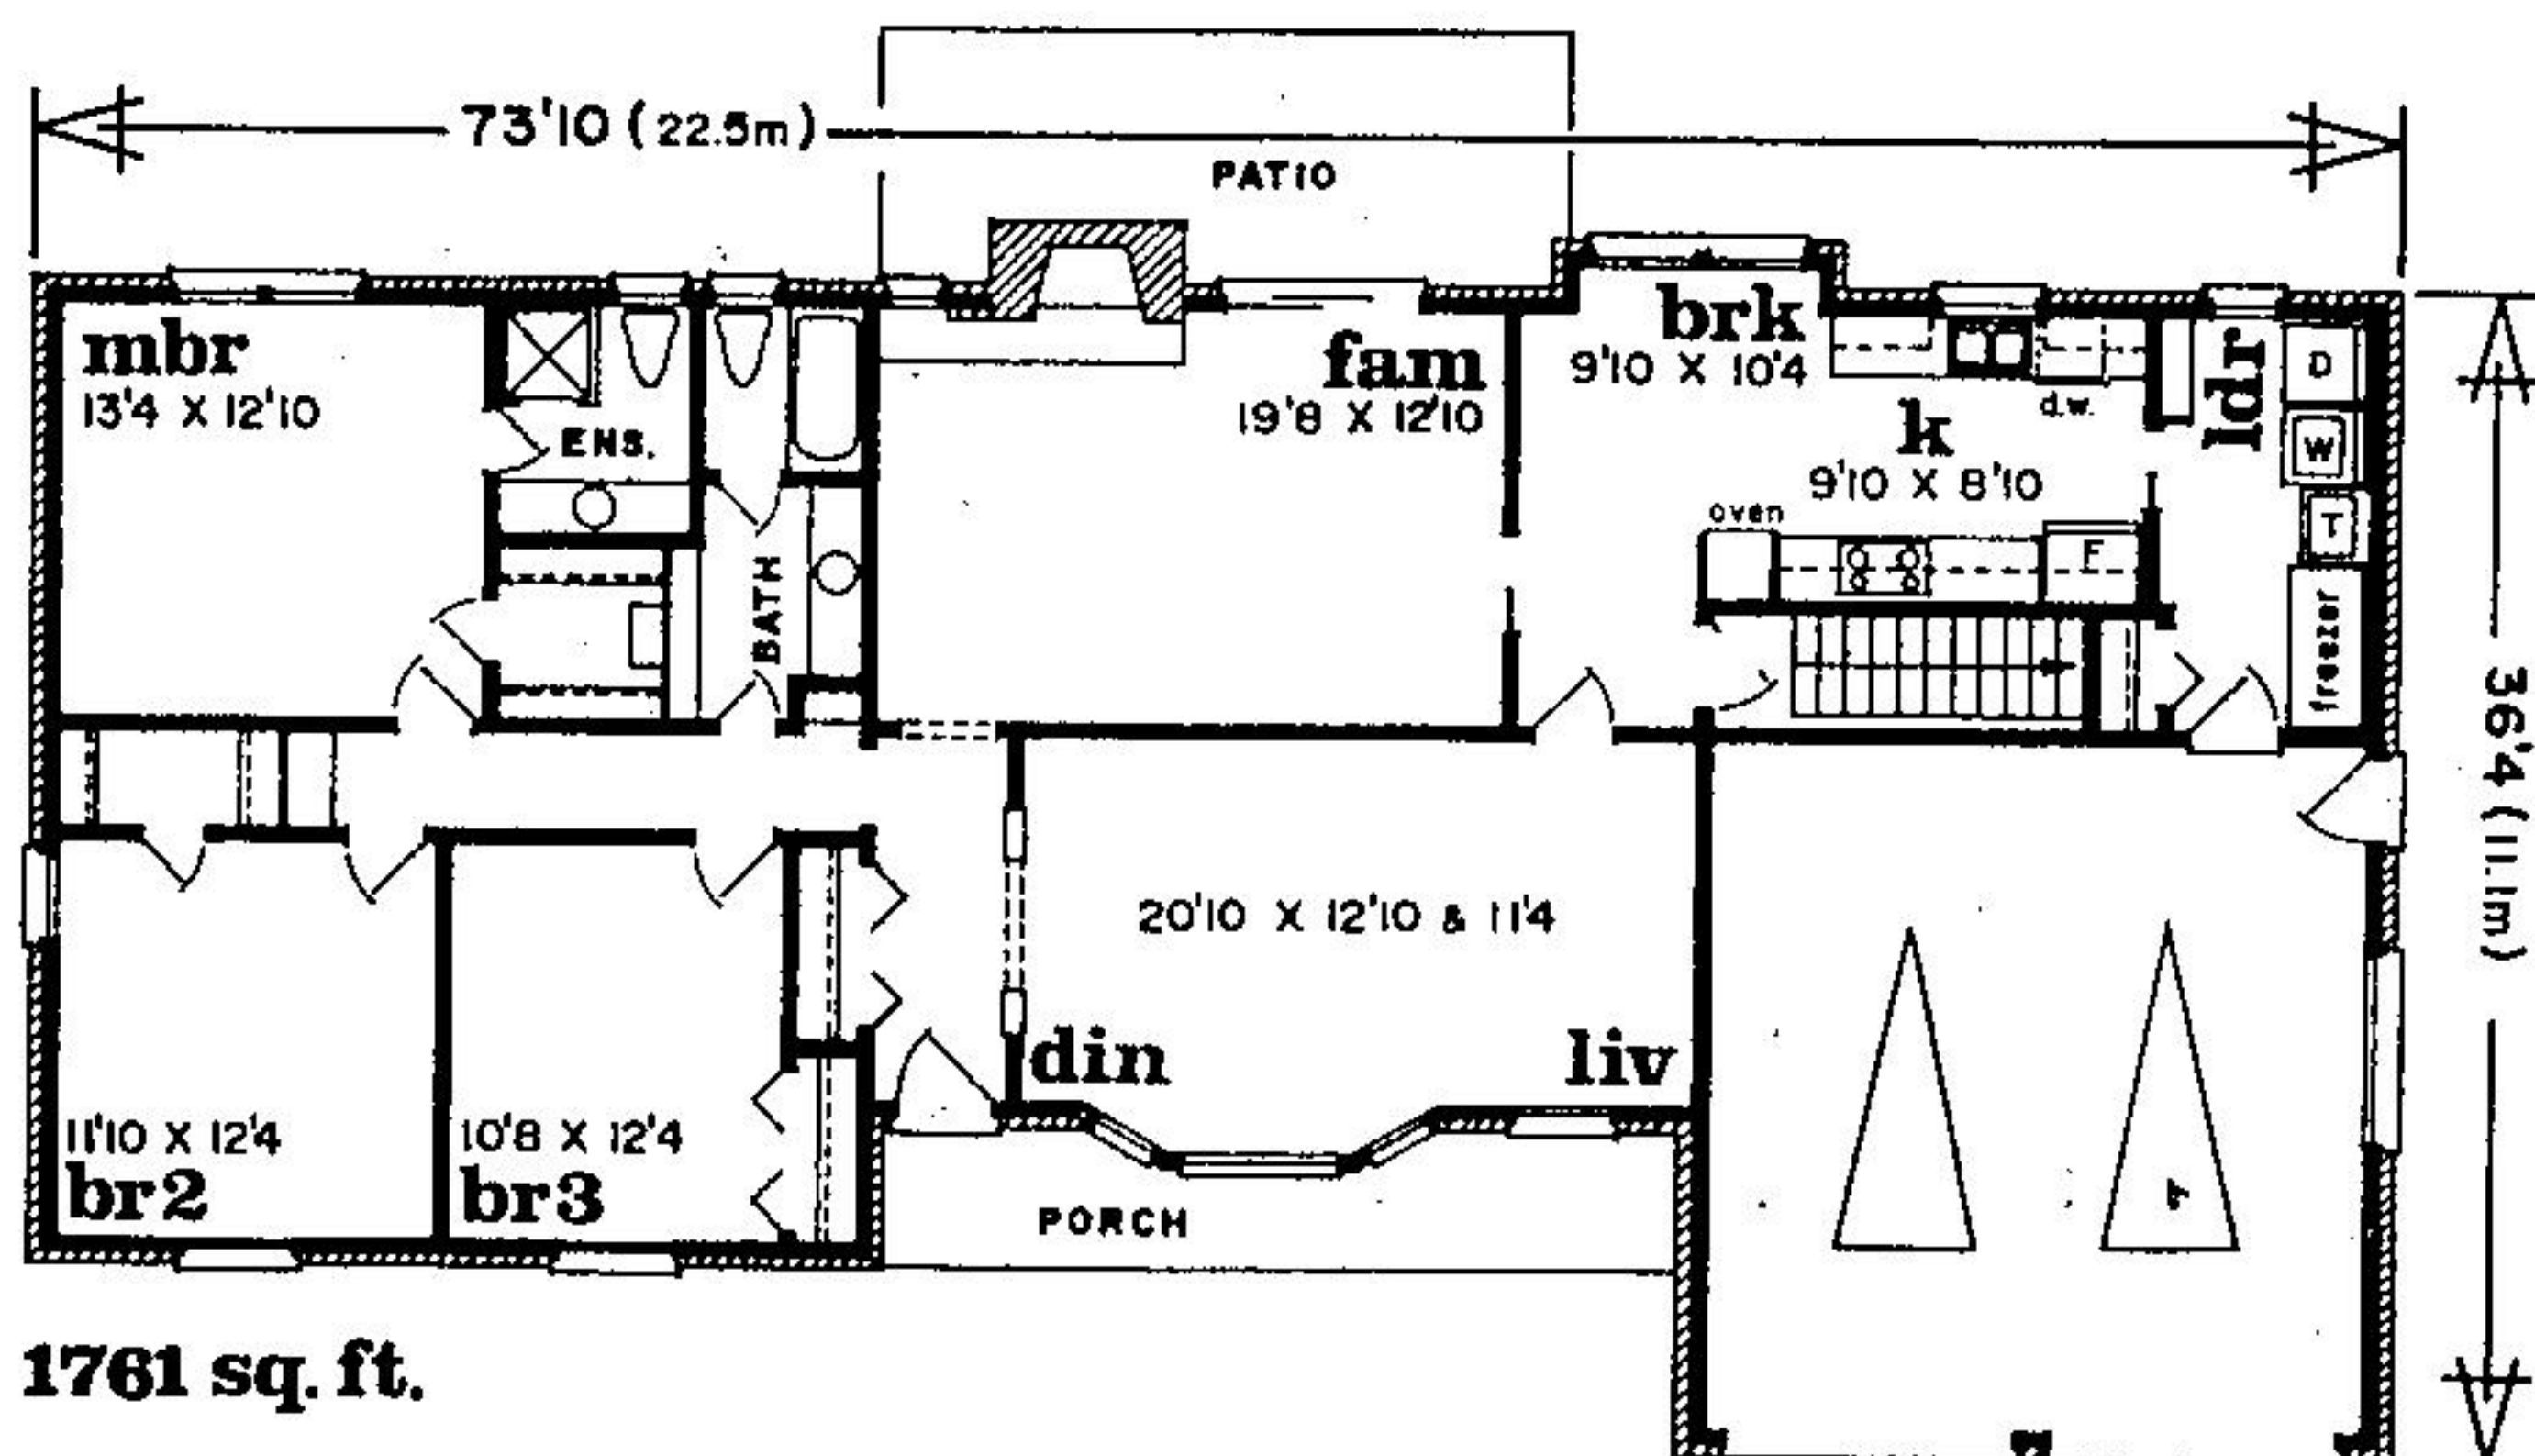 73'10 (22.5m)
PATIO
mbr
13'4 X 12'10
ENS.
BATH
fam
19'8 X 12'10
brk
9'10 X 10'4
d.w.
k
9'10 X 8'10
oven
F
ldr
D
W
T
freezer
36'4 (11.1m)
20'10 X 12'10 & 11'4
din
liv
11'10 X 12'4
br2
10'8 X 12'4
br3
PORCH
1761 sq. ft.